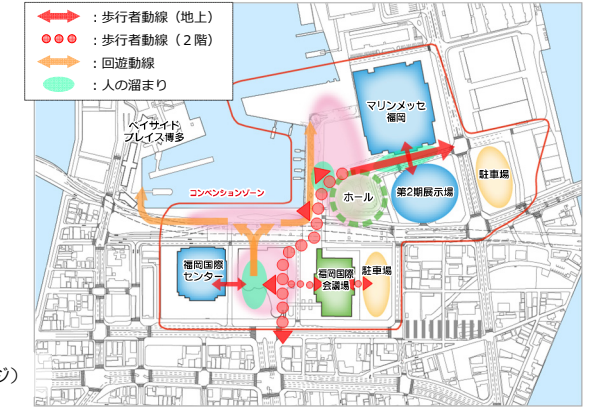 ：歩行者動線（地上）
：歩行者動線（２階）
：回遊動線
：人の溜まり
マリンメッセ
福岡
ベイサイド
プレイス博多
コンベンションゾーン
ホール
第2期展示場
駐車場
福岡国際
センター
福岡国際
会議場
駐車場
ジ）